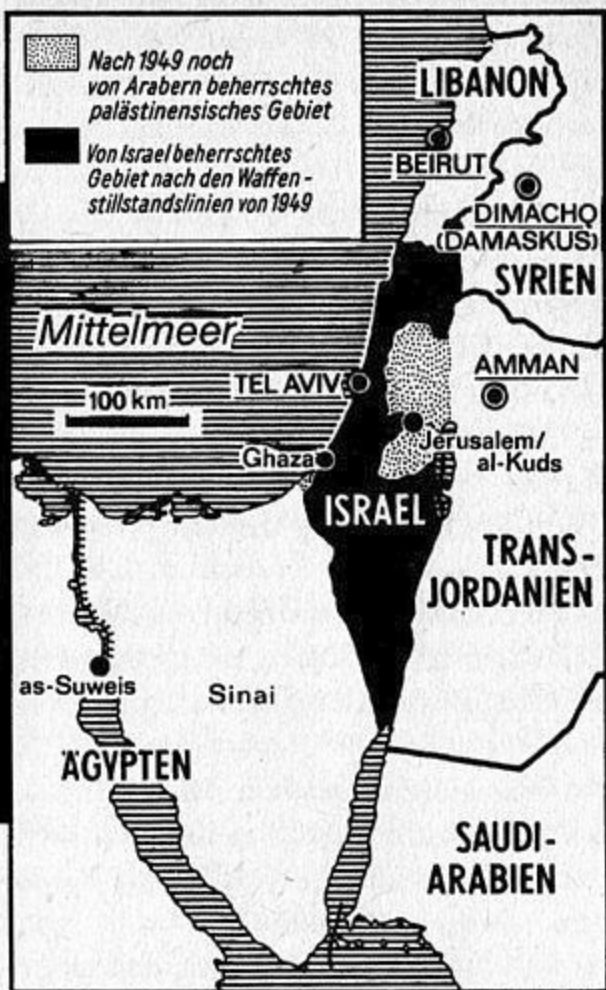 Nach 1949 noch
von Arabern beherrschtes
palästinensisches Gebiet
Von Israel beherrschtes
Gebiet nach den Waffen-
stillstandslinien von 1949
LIBANON
BEIRUT
DIMACHQ
(DAMASKUS)
SYRIEN
Mittelmeer
100 km
TEL AVIV
AMMAN
Ghaza
Jerusalem/
al-Kuds
ISRAEL
TRANS-
JORDANIEN
as-Suweis
Sinai
ÄGYPTEN
SAUDI-
ARABIEN